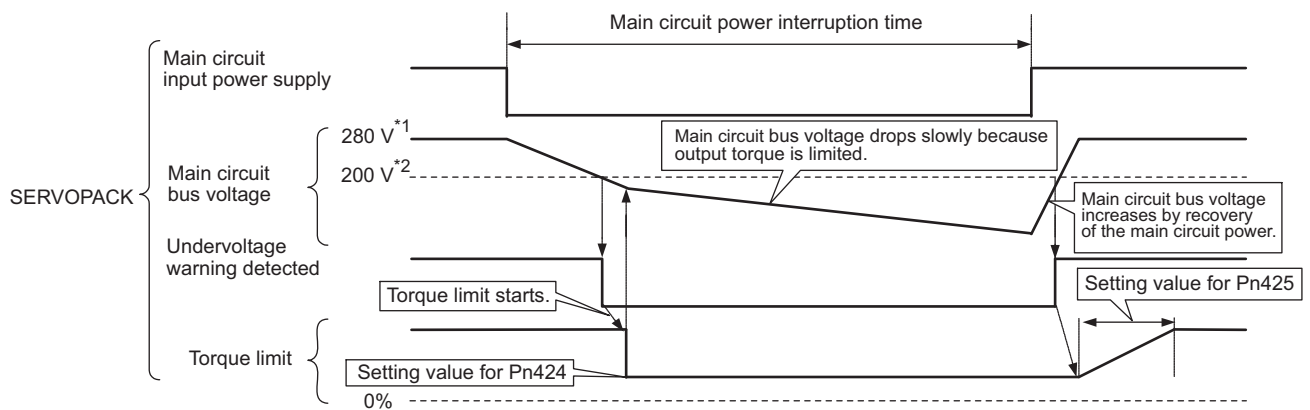 Main circuit power interruption time
Main circuit
input power supply
280 V*1
Main circuit bus voltage drops slowly because
output torque is limited.
200 V*2
Main circuit
bus voltage
SERVOPACK
Main circuit bus voltage
increases by recovery
of the main circuit power.
Undervoltage
warning detected
Torque limit starts.
Setting value for Pn425
Torque limit
Setting value for Pn424
0%